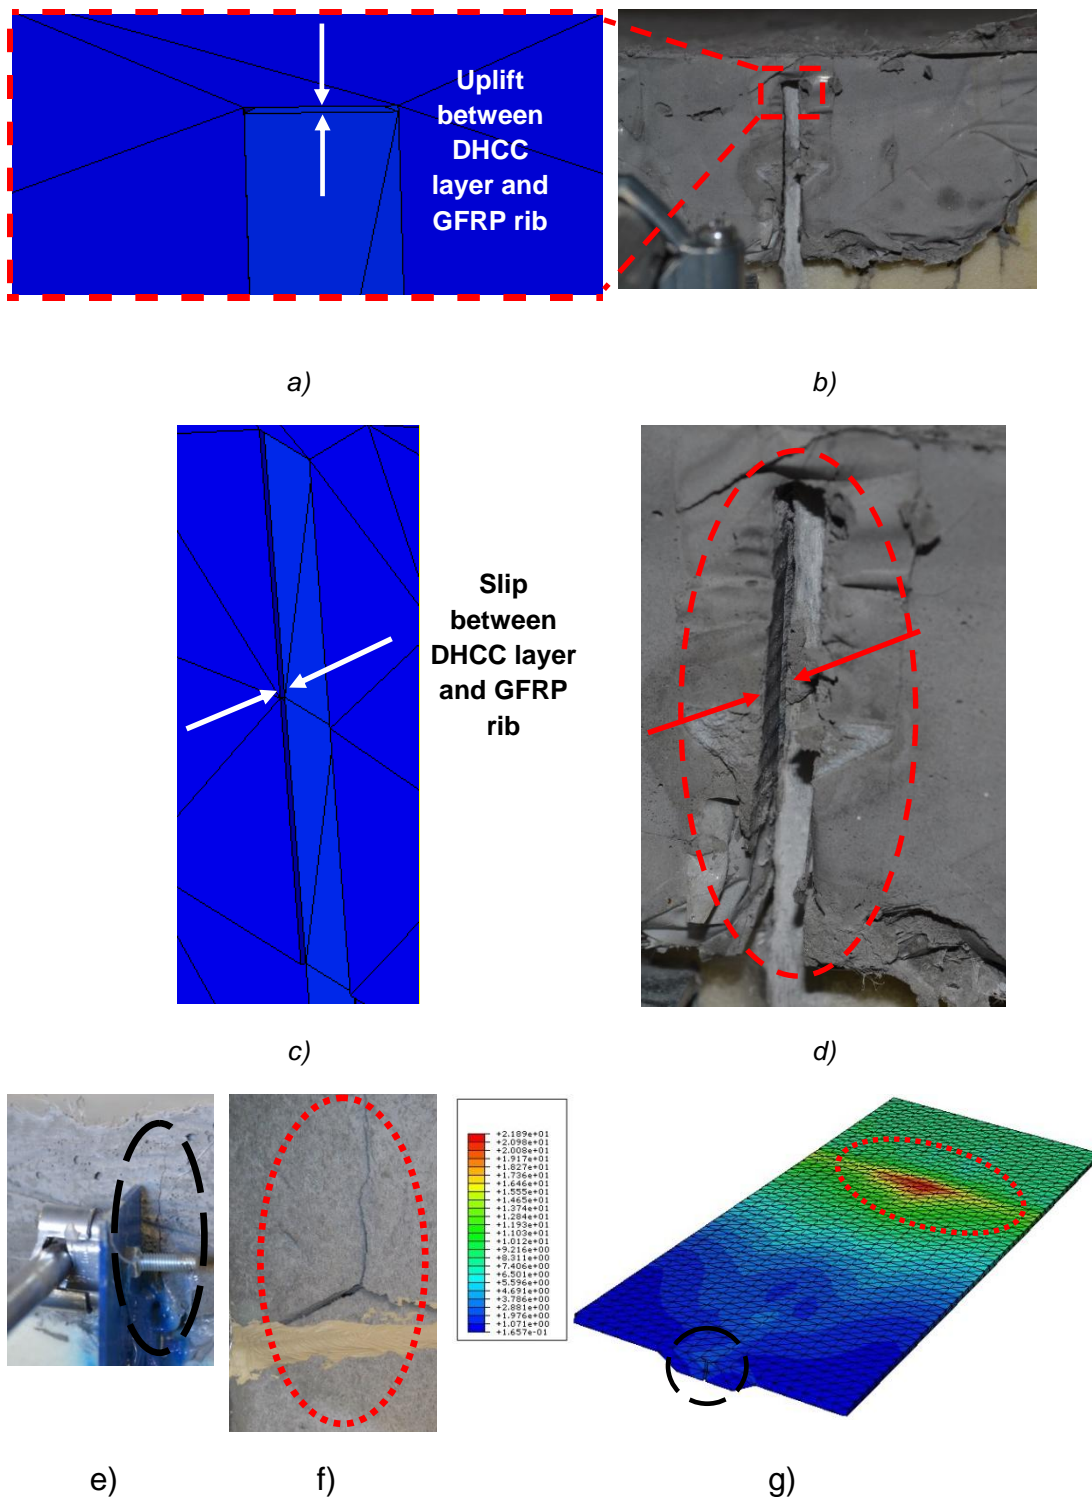 Uplift
between
DHCC
layer and
GFRP rib
a)
b)
Slip
between
DHCC layer
and GFRP
rib
c)
d)
+2.189e+01
+2.098e+01
+2.008e+01
+1.917e+01
+1.827e+01
+1.736e+01
+1.646e+01
+1.555e+01
+1.465e+01
+1.374e+01
+1.284e+01
+1.193e+01
+1.103e+01
+1.012e+01
+9.216e+00
+8.311e+00
+7.406e+00
+6.501e+00
+5.596e+00
+4.691e+00
+3.786e+00
+2.881e+00
+1.976e+00
+1.071e+00
+1.657e-01
e)
f)
g)